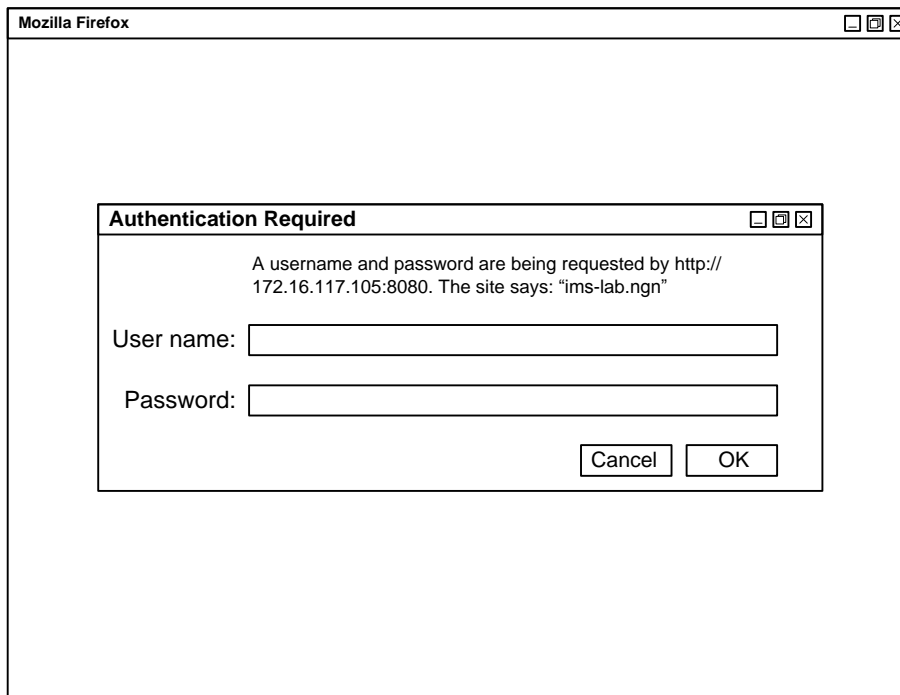 Mozilla Firefox
Authentication Required
A username and password are being requested by http://
172.16.117.105:8080. The site says: “ims-lab.ngn”
User name:
Password:
Cancel OK